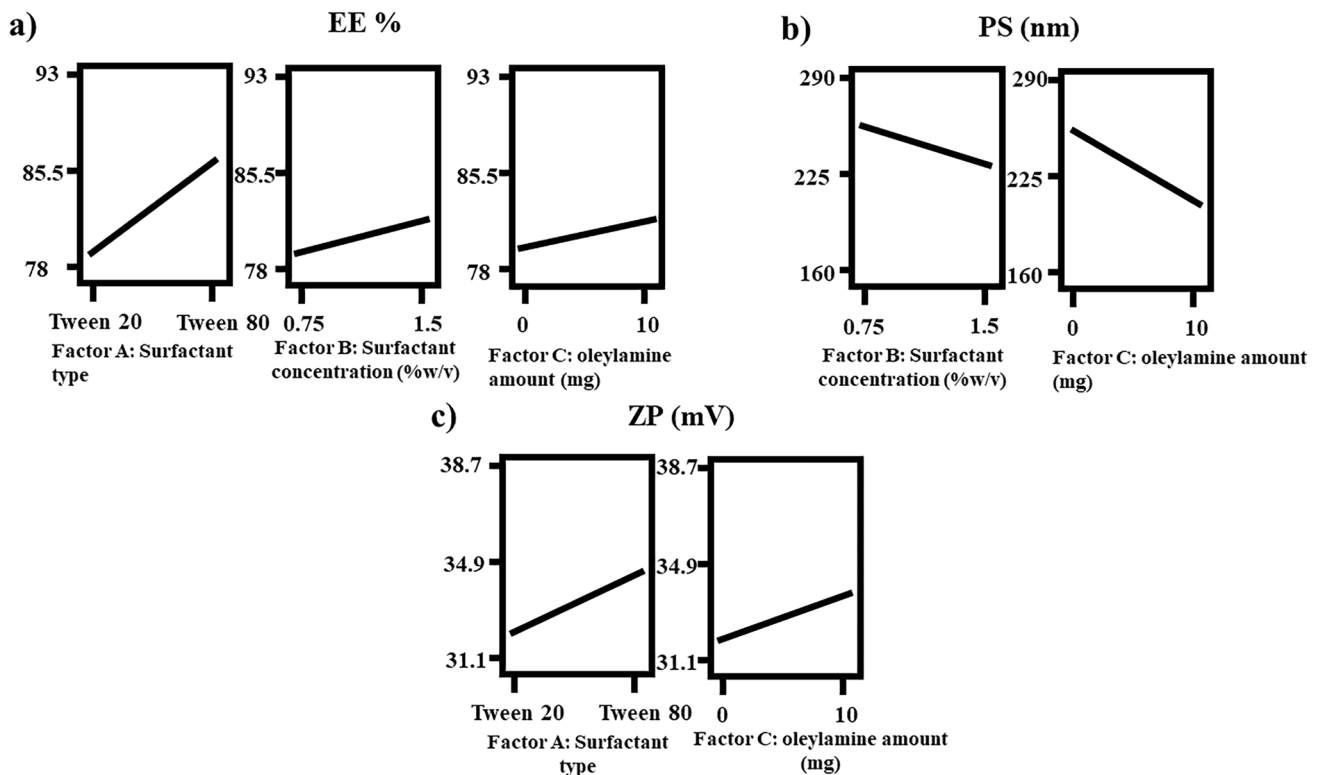 a)
EE %
93
85.5
78
Tween 20
Tween 80
Factor A: Surfactant
type
93
85.5
78
0.75
1.5
Factor B: Surfactant
concentration (%w/v)
93
85.5
78
0
10
Factor C: oleylamine
amount (mg)
b)
PS (nm)
290
225
160
0.75
1.5
Factor B: Surfactant
concentration (%w/v)
290
225
160
0
10
Factor C: oleylamine amount
(mg)
c)
ZP (mV)
38.7
34.9
31.1
Tween 20
Tween 80
Factor A: Surfactant
type
38.7
34.9
31.1
0
10
Factor C: oleylamine amount
(mg)